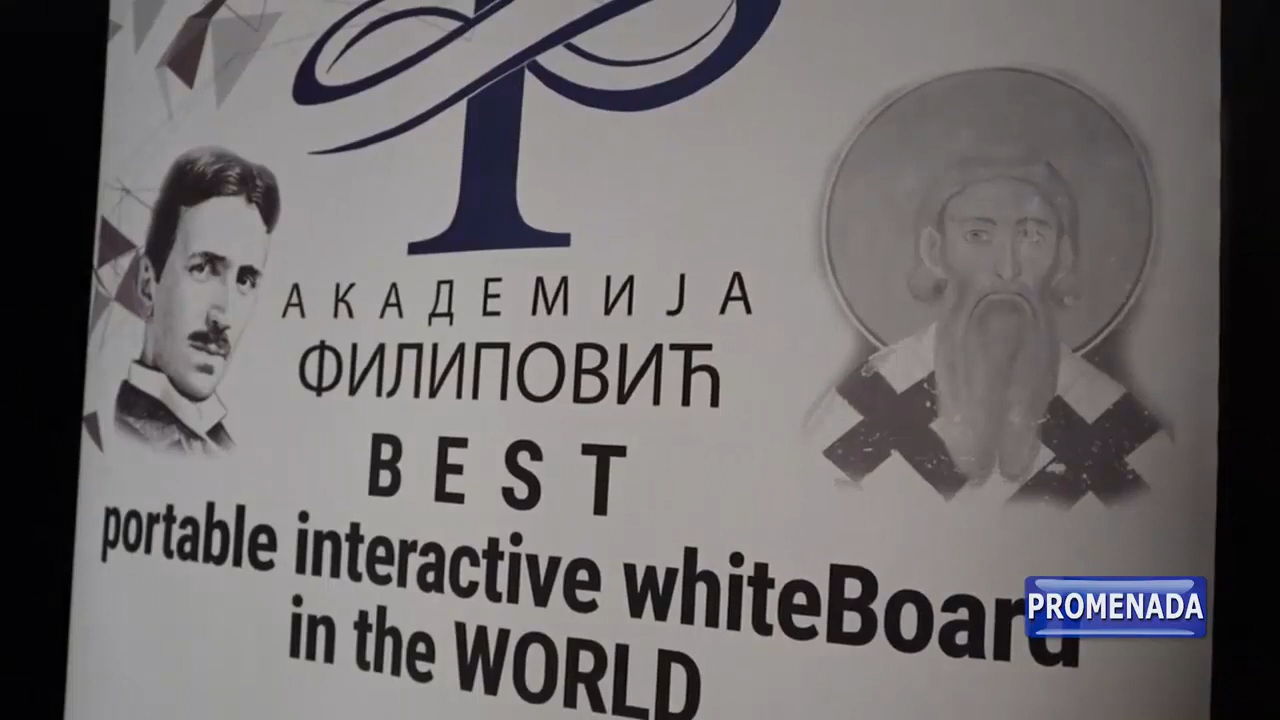 АКАДЕМИЈА
ФИЛИПОВИЋ
BEST
portable interactive whiteBoard
in the WORLD
PROMENADA